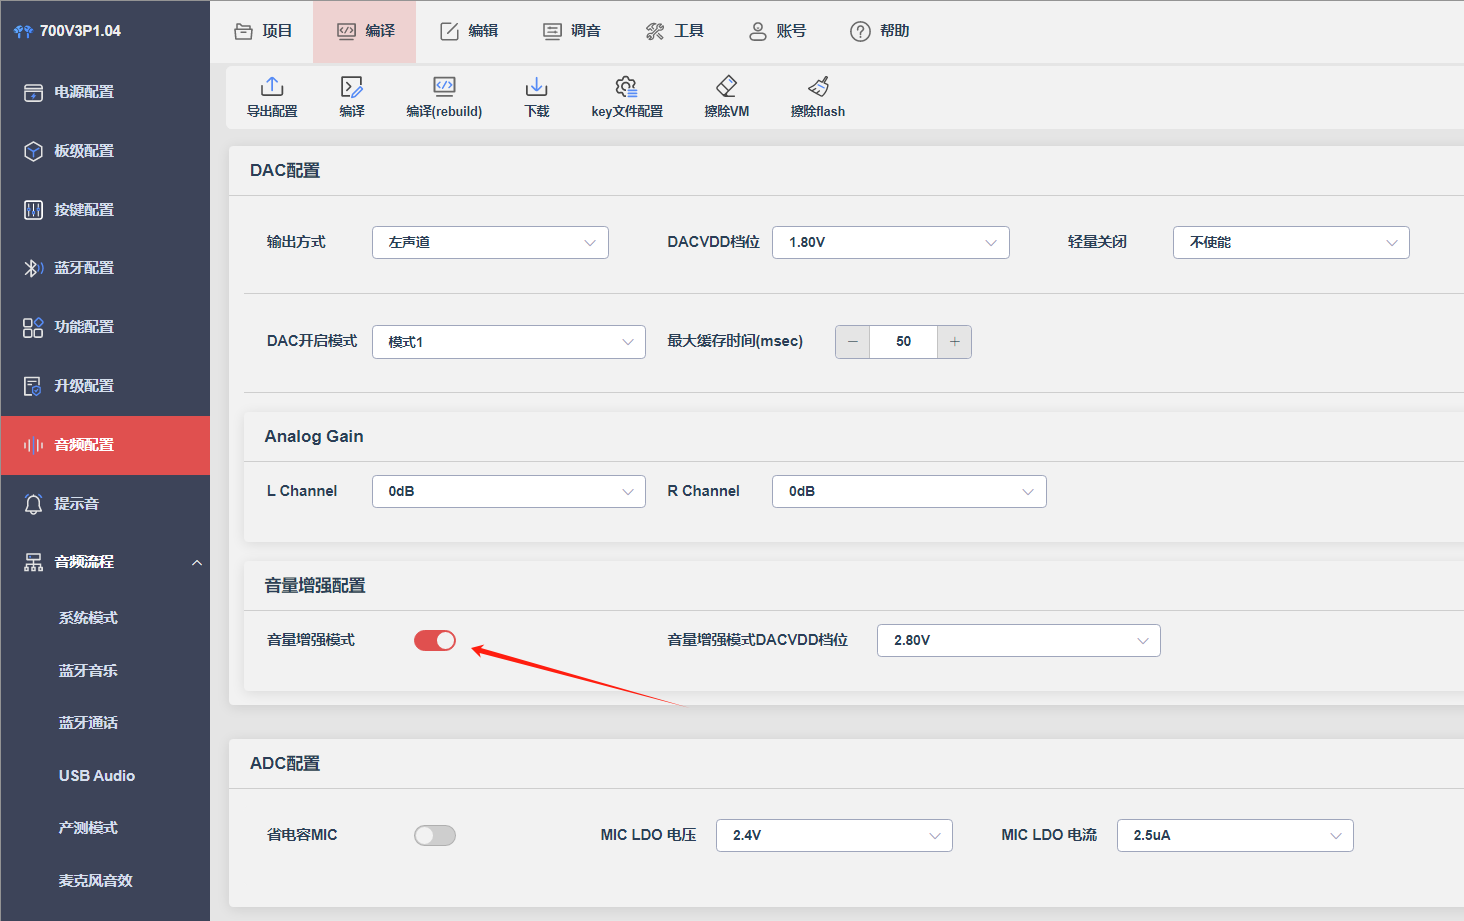 700V3P1.04
项目
编译
编辑
调音
工具
账号
帮助
导出配置
编译
编译(rebuild)
下载
key文件配置
擦除VM
擦除flash
电源配置
板级配置
按键配置
蓝牙配置
功能配置
升级配置
音频配置
提示音
音频流程
系统模式
蓝牙音乐
蓝牙通话
USB Audio
产测模式
麦克风音效
DAC配置
输出方式
左声道
DACVDD档位
1.80V
轻量关闭
不使能
DAC开启模式
模式1
最大缓存时间(msec)
50
Analog Gain
L Channel
0dB
R Channel
0dB
音量增强配置
音量增强模式
音量增强模式DACVDD档位
2.80V
ADC配置
省电容MIC
MIC LDO 电压
2.4V
MIC LDO 电流
2.5uA